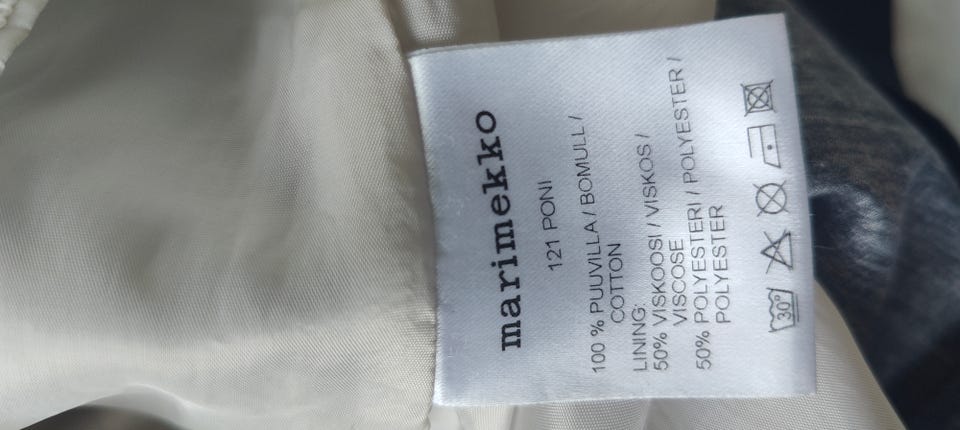 marimekko
121 PONI
100 % PUUVILLA / BOMULL /
COTTON
LINING:
50% VISKOOSI / VISKOS /
VISCOSE
50% POLYESTERI / POLYESTER /
POLYESTER
30°